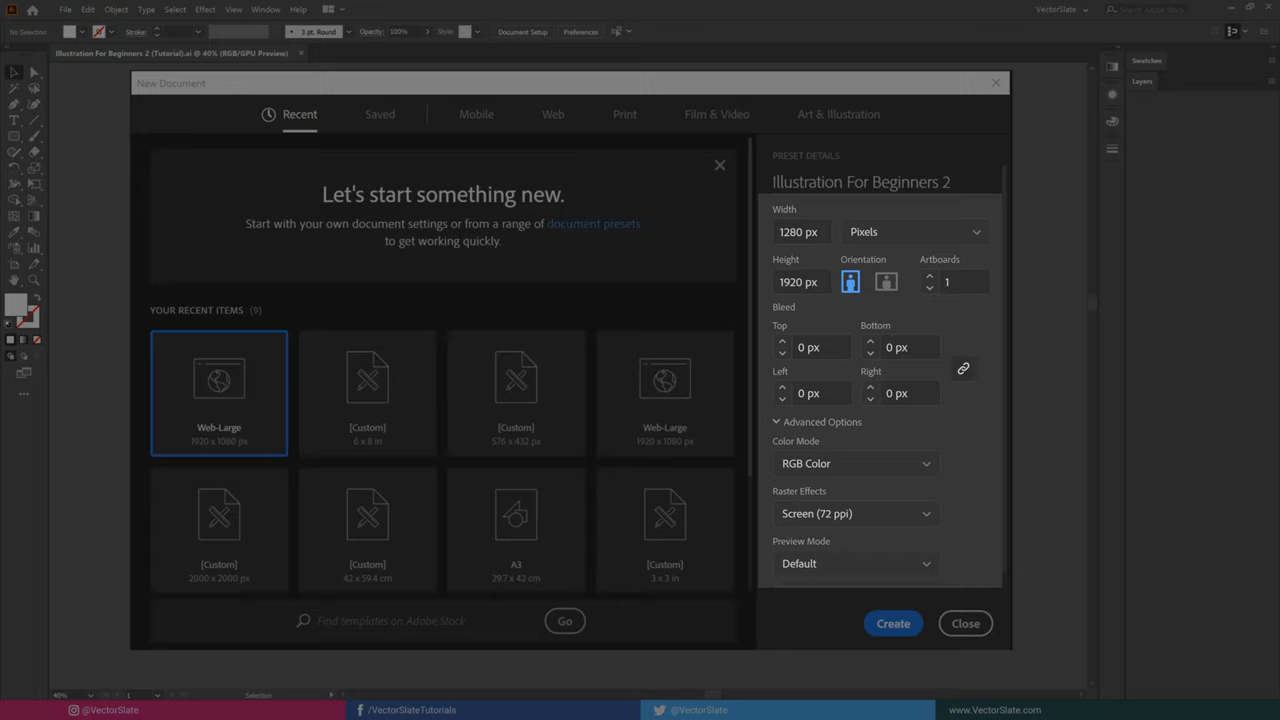 File Edit Object Type Select Effect View Window Help VectorSlate Search Adobe Stock
No Selection Stroke: 3 pt. Round Opacity: 100% Style: Document Setup Preferences
Illustration For Beginners 2 (Tutorial).ai @ 40% (RGB/GPU Preview)
Swatches
Layers
New Document
Recent Saved Mobile Web Print Film & Video Art & Illustration
Let's start something new.
Start with your own document settings or from a range of document presets
to get working quickly.
YOUR RECENT ITEMS (9)
Web-Large
1920 x 1080 px
[Custom]
6 x 8 in
[Custom]
576 x 432 px
Web-Large
1920 x 1080 px
[Custom]
2000 x 2000 px
[Custom]
42 x 59.4 cm
A3
29.7 x 42 cm
[Custom]
3 x 3 in
Find templates on Adobe Stock Go
PRESET DETAILS
Illustration For Beginners 2
Width
1280 px Pixels
Height Orientation Artboards
1920 px 1
Bleed
Top Bottom
0 px 0 px
Left Right
0 px 0 px
Advanced Options
Color Mode
RGB Color
Raster Effects
Screen (72 ppi)
Preview Mode
Default
Create Close
40% 1 Selection
@VectorSlate /VectorSlateTutorials @VectorSlate www.VectorSlate.com